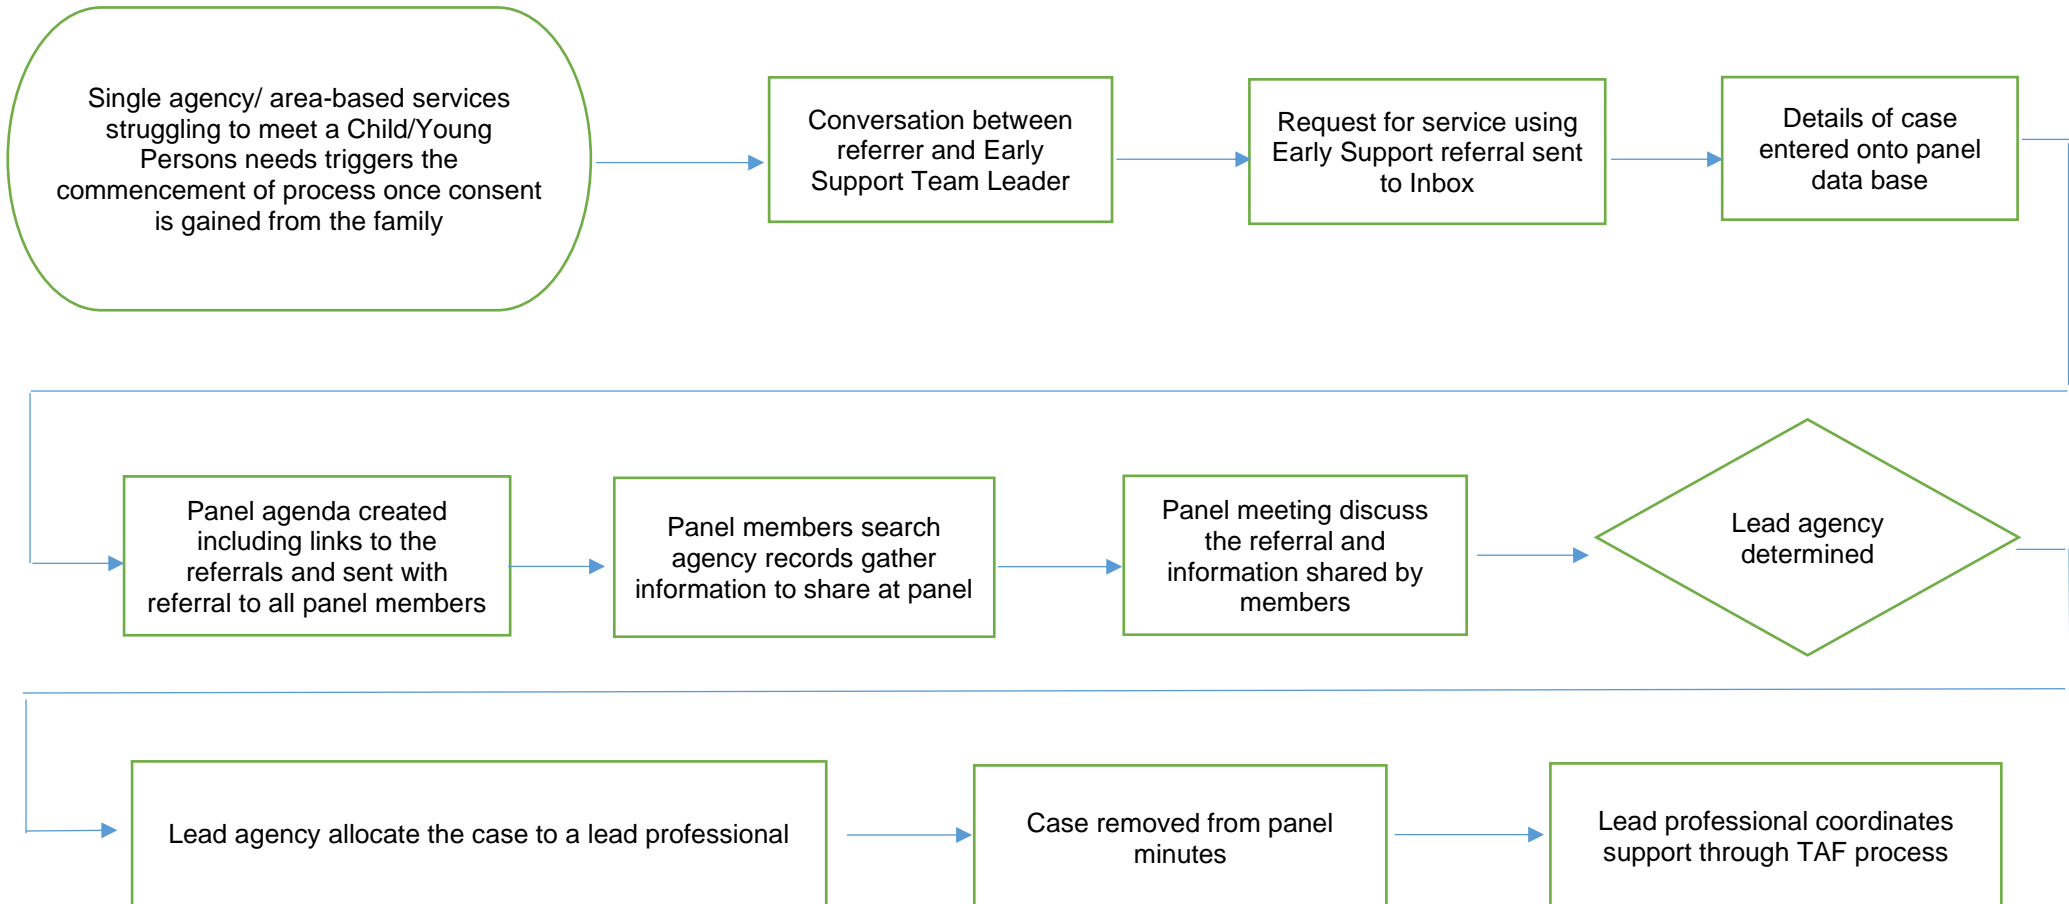 Single agency/ area-based services
struggling to meet a Child/Young
Persons needs triggers the
commencement of process once consent
is gained from the family
Conversation between
referrer and Early
Support Team Leader
Request for service using
Early Support referral sent
to Inbox
Details of case
entered onto panel
data base
Panel agenda created
including links to the
referrals and sent with
referral to all panel members
Panel members search
agency records gather
information to share at panel
Panel meeting discuss
the referral and
information shared by
members
Lead agency
determined
Lead agency allocate the case to a lead professional
Case removed from panel
minutes
Lead professional coordinates
support through TAF process